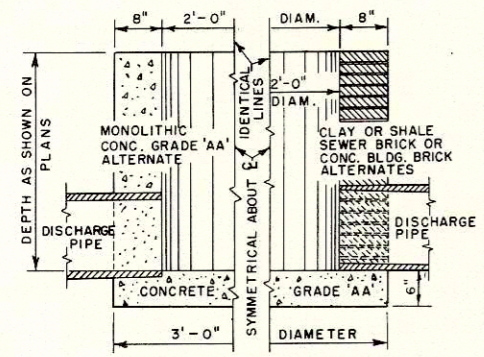 8" 2'-0" DIAM. 8"
IDENTICAL
LINES
2'-0"
DIAM.
DEPTH AS SHOWN ON
PLANS
MONOLITHIC
CONC. GRADE 'AA'
ALTERNATE
CLAY OR SHALE
SEWER BRICK OR
CONC. BLDG. BRICK
ALTERNATES
SYMMETRICAL ABOUT ℄
DISCHARGE
PIPE
DISCHARGE
PIPE
CONCRETE GRADE 'AA'
6"
3'-0" DIAMETER